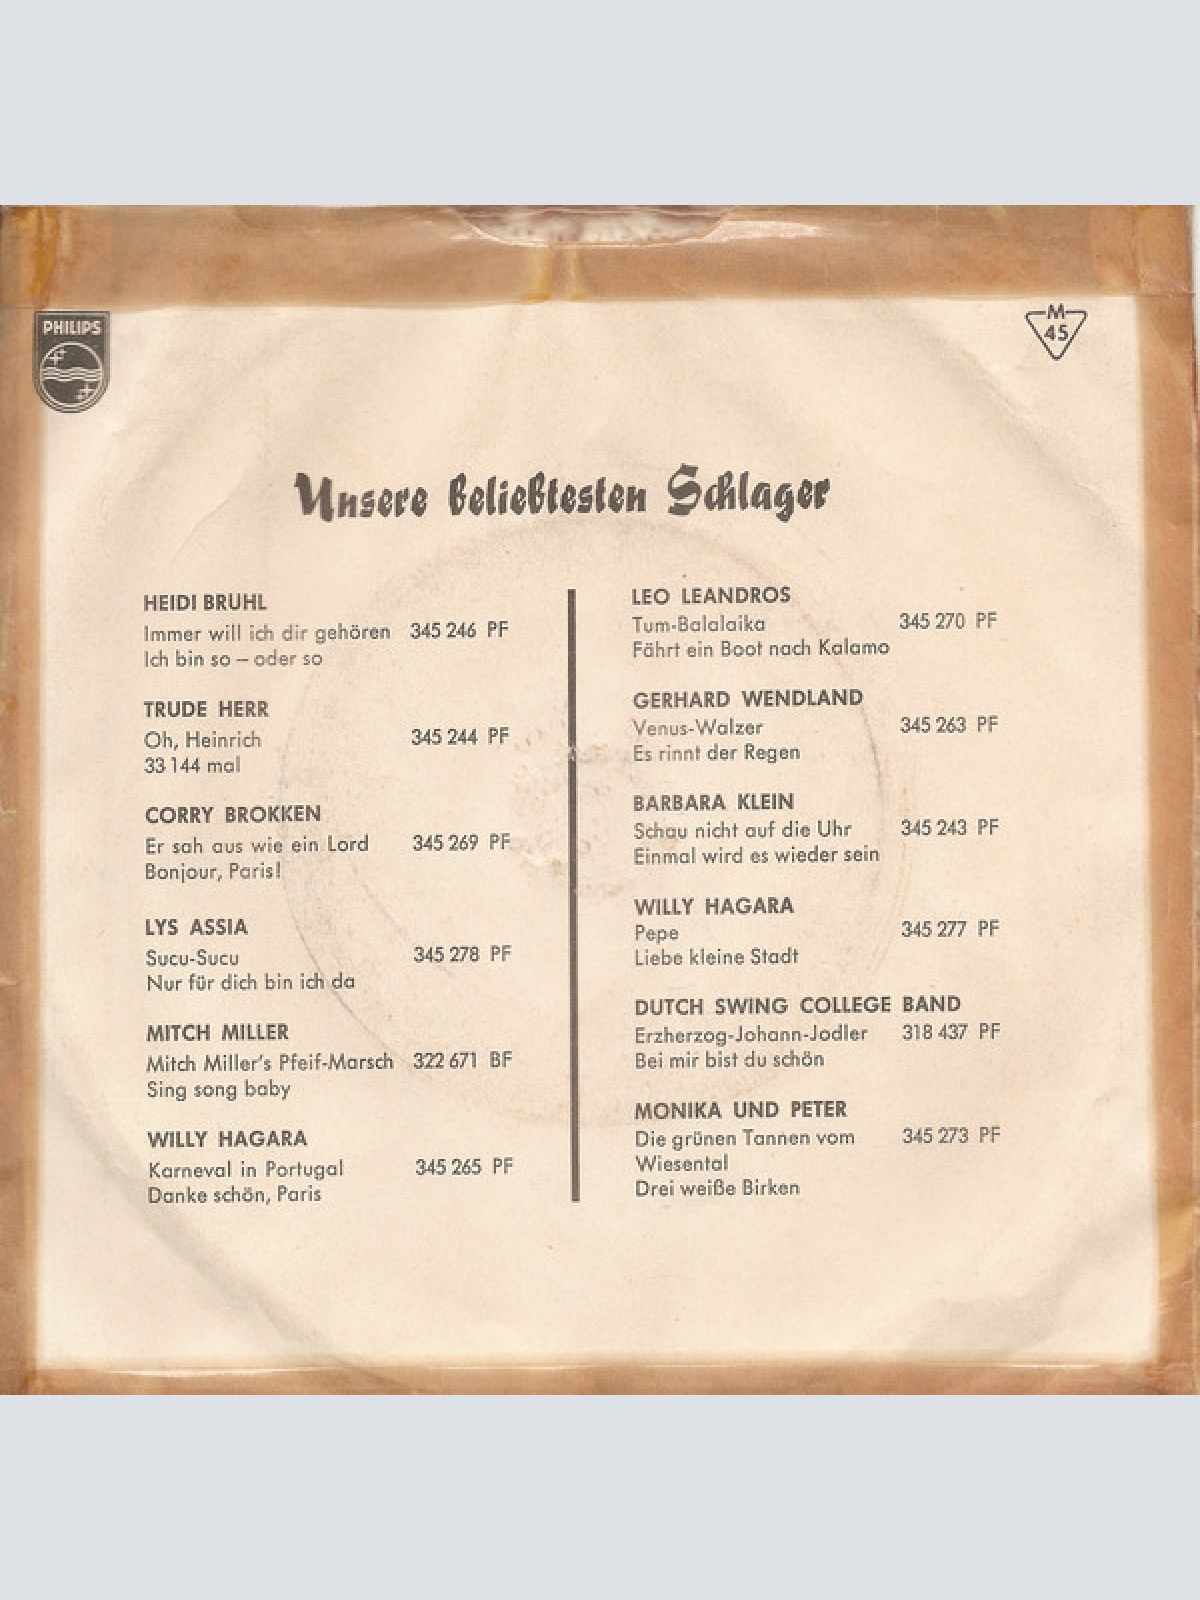 PHILIPS
M
45
Unsere beliebtesten Schlager
HEIDI BRUHL
Immer will ich dir gehören 345 246 PF
Ich bin so – oder so
TRUDE HERR
Oh, Heinrich 345 244 PF
33 144 mal
CORRY BROKKEN
Er sah aus wie ein Lord 345 269 PF
Bonjour, Paris!
LYS ASSIA
Sucu-Sucu 345 278 PF
Nur für dich bin ich da
MITCH MILLER
Mitch Miller's Pfeif-Marsch 322 671 BF
Sing song baby
WILLY HAGARA
Karneval in Portugal 345 265 PF
Danke schön, Paris
LEO LEANDROS
Tum-Balalaika 345 270 PF
Fährt ein Boot nach Kalamo
GERHARD WENDLAND
Venus-Walzer 345 263 PF
Es rinnt der Regen
BARBARA KLEIN
Schau nicht auf die Uhr 345 243 PF
Einmal wird es wieder sein
WILLY HAGARA
Pepe 345 277 PF
Liebe kleine Stadt
DUTCH SWING COLLEGE BAND
Erzherzog-Johann-Jodler 318 437 PF
Bei mir bist du schön
MONIKA UND PETER
Die grünen Tannen vom 345 273 PF
Wiesental
Drei weiße Birken